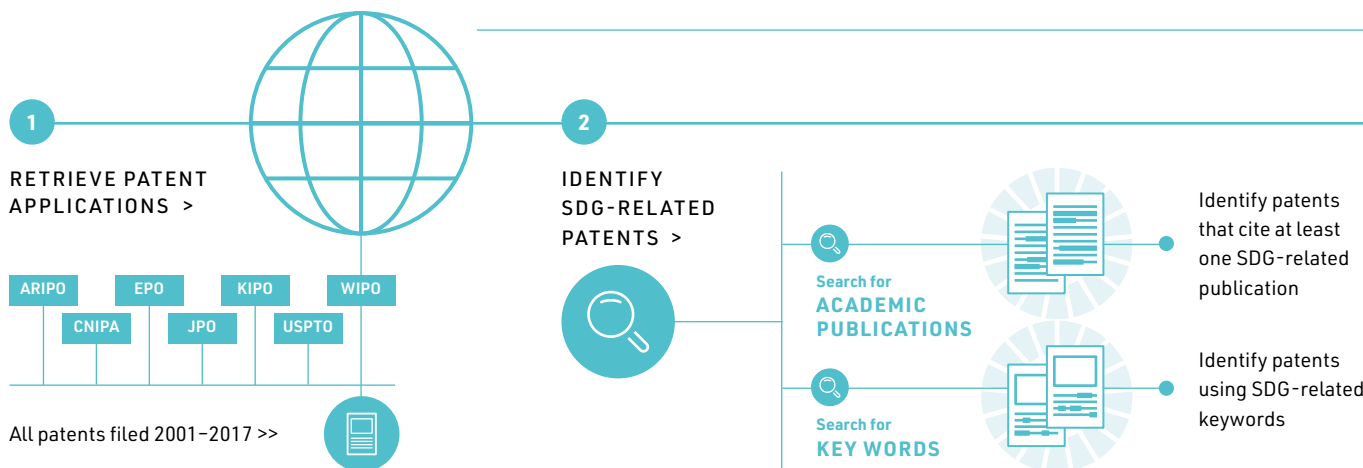 1
RETRIEVE PATENT
APPLICATIONS >
ARIPO
EPO
KIPO
WIPO
CNIPA
JPO
USPTO
All patents filed 2001–2017 >>
2
IDENTIFY
SDG-RELATED
PATENTS >
Search for
ACADEMIC
PUBLICATIONS
Identify patents
that cite at least
one SDG-related
publication
Search for
KEY WORDS
Identify patents
using SDG-related
keywords